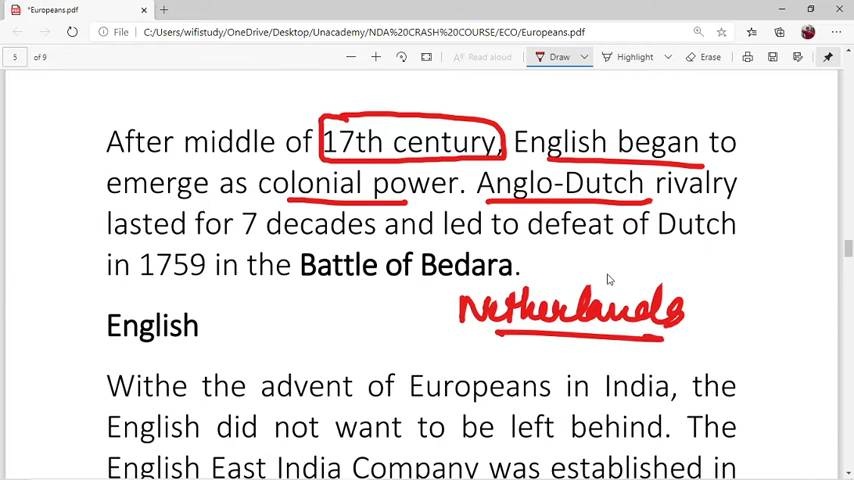 *Europeans.pdf
File | C:/Users/wifistudy/OneDrive/Desktop/Unacademy/NDA%20CRASH%20COURSE/ECO/Europeans.pdf
5 of 9 Read aloud Draw Highlight Erase
After middle of 17th century, English began to
emerge as colonial power. Anglo-Dutch rivalry
lasted for 7 decades and led to defeat of Dutch
in 1759 in the Battle of Bedara.
Netherlands
English
Withe the advent of Europeans in India, the
English did not want to be left behind. The
English East India Company was established in